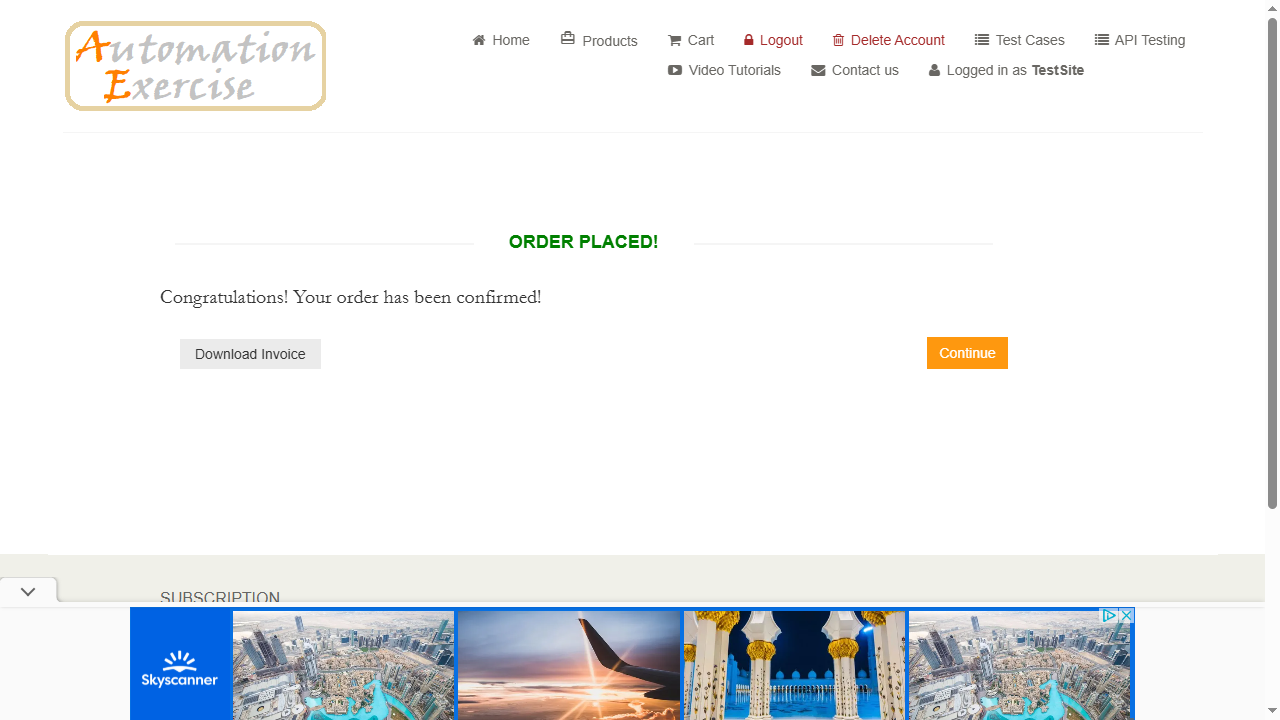 Automation
Exercise
Home
Products
Cart
Logout
Delete Account
Test Cases
API Testing
Video Tutorials
Contact us
Logged in as TestSite
ORDER PLACED!
Congratulations! Your order has been confirmed!
Download Invoice
Continue
SUBSCRIPTION
Skyscanner